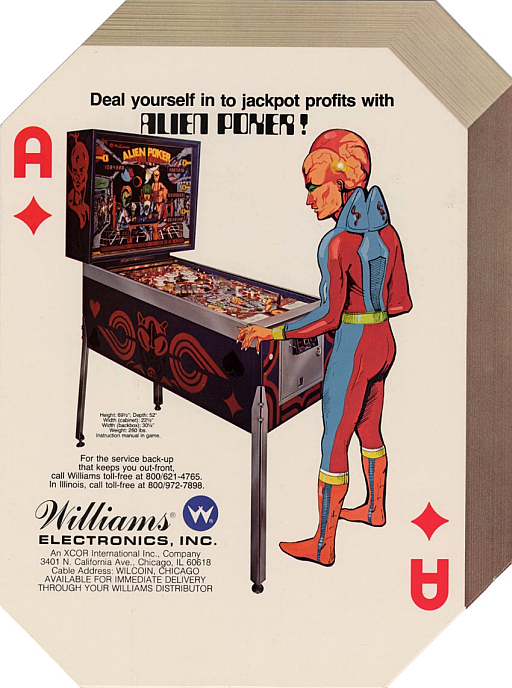 Deal yourself in to jackpot profits with
ALIEN POKER!
A
ALIEN POKER
Height: 69½"; Depth: 52"
Width (cabinet): 22½"
Width (backbox): 30¼"
Weight: 260 lbs.
Instruction manual in game.
For the service back-up
that keeps you out-front,
call Williams toll-free at 800/621-4765.
In Illinois, call toll-free at 800/972-7898.
Williams® W
ELECTRONICS, INC.
An XCOR International Inc., Company
3401 N. California Ave., Chicago, IL 60618
Cable Address: WILCOIN, CHICAGO
AVAILABLE FOR IMMEDIATE DELIVERY
THROUGH YOUR WILLIAMS DISTRIBUTOR
A